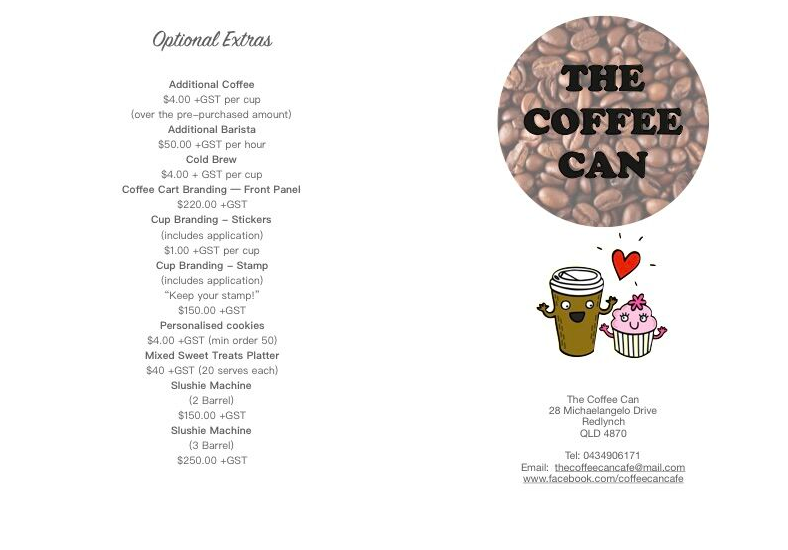 Optional Extras
Additional Coffee
$4.00 +GST per cup
(over the pre-purchased amount)
Additional Barista
$50.00 +GST per hour
Cold Brew
$4.00 + GST per cup
Coffee Cart Branding — Front Panel
$220.00 +GST
Cup Branding – Stickers
(includes application)
$1.00 +GST per cup
Cup Branding – Stamp
(includes application)
“Keep your stamp!”
$150.00 +GST
Personalised cookies
$4.00 +GST (min order 50)
Mixed Sweet Treats Platter
$40 +GST (20 serves each)
Slushie Machine
(2 Barrel)
$150.00 +GST
Slushie Machine
(3 Barrel)
$250.00 +GST
THE
COFFEE
CAN
The Coffee Can
28 Michaelangelo Drive
Redlynch
QLD 4870
Tel: 0434906171
Email: thecoffeecancafe@mail.com
www.facebook.com/coffeecancafe